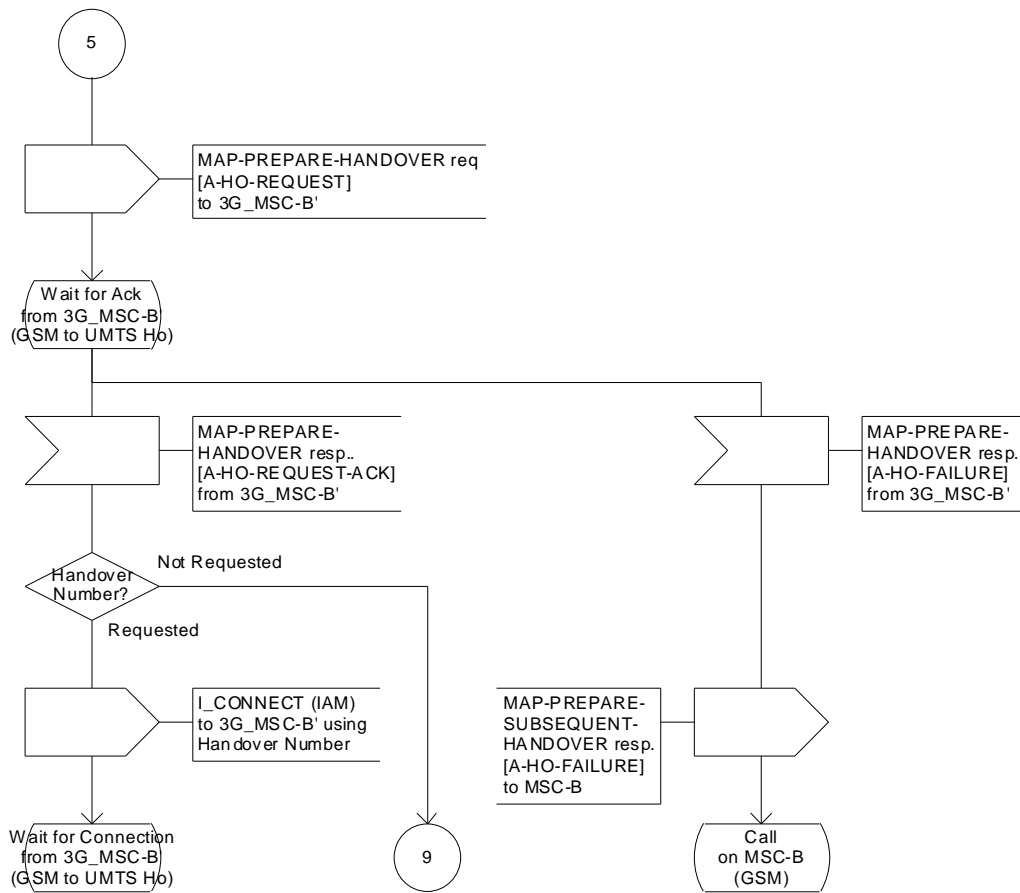 5
MAP-PREPARE-HANDOVER req
[A-HO-REQUEST]
to 3G_MSC-B'
Wait for Ack
from 3G_MSC-B'
(GSM to UMTS Ho)
MAP-PREPARE-
HANDOVER resp..
[A-HO-REQUEST-ACK]
from 3G_MSC-B'
MAP-PREPARE-
HANDOVER resp.
[A-HO-FAILURE]
from 3G_MSC-B'
Handover
Number?
Not Requested
Requested
I_CONNECT (IAM)
to 3G_MSC-B' using
Handover Number
MAP-PREPARE-
SUBSEQUENT-
HANDOVER resp.
[A-HO-FAILURE]
to MSC-B
Wait for Connection
from 3G_MSC-B'
(GSM to UMTS Ho)
9
Call
on MSC-B
(GSM)